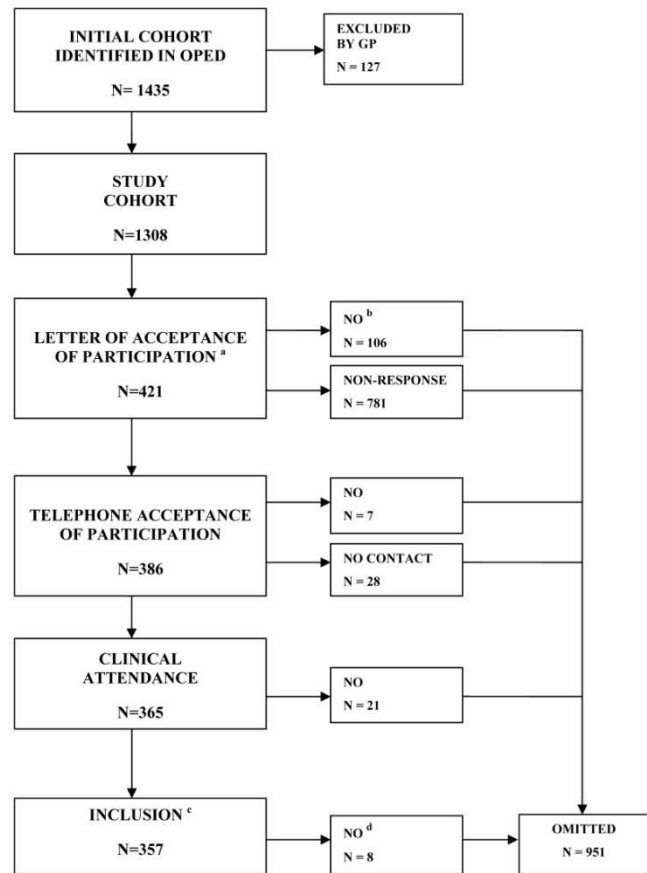 INITIAL COHORT
IDENTIFIED IN OPED
N= 1435
EXCLUDED
BY GP
N = 127
STUDY
COHORT
N=1308
LETTER OF ACCEPTANCE
OF PARTICIPATION a
N=421
NO b
N = 106
NON-RESPONSE
N = 781
TELEPHONE ACCEPTANCE
OF PARTICIPATION
N=386
NO
N = 7
NO CONTACT
N = 28
CLINICAL
ATTENDANCE
N=365
NO
N = 21
INCLUSION c
N=357
NO d
N = 8
OMITTED
N = 951